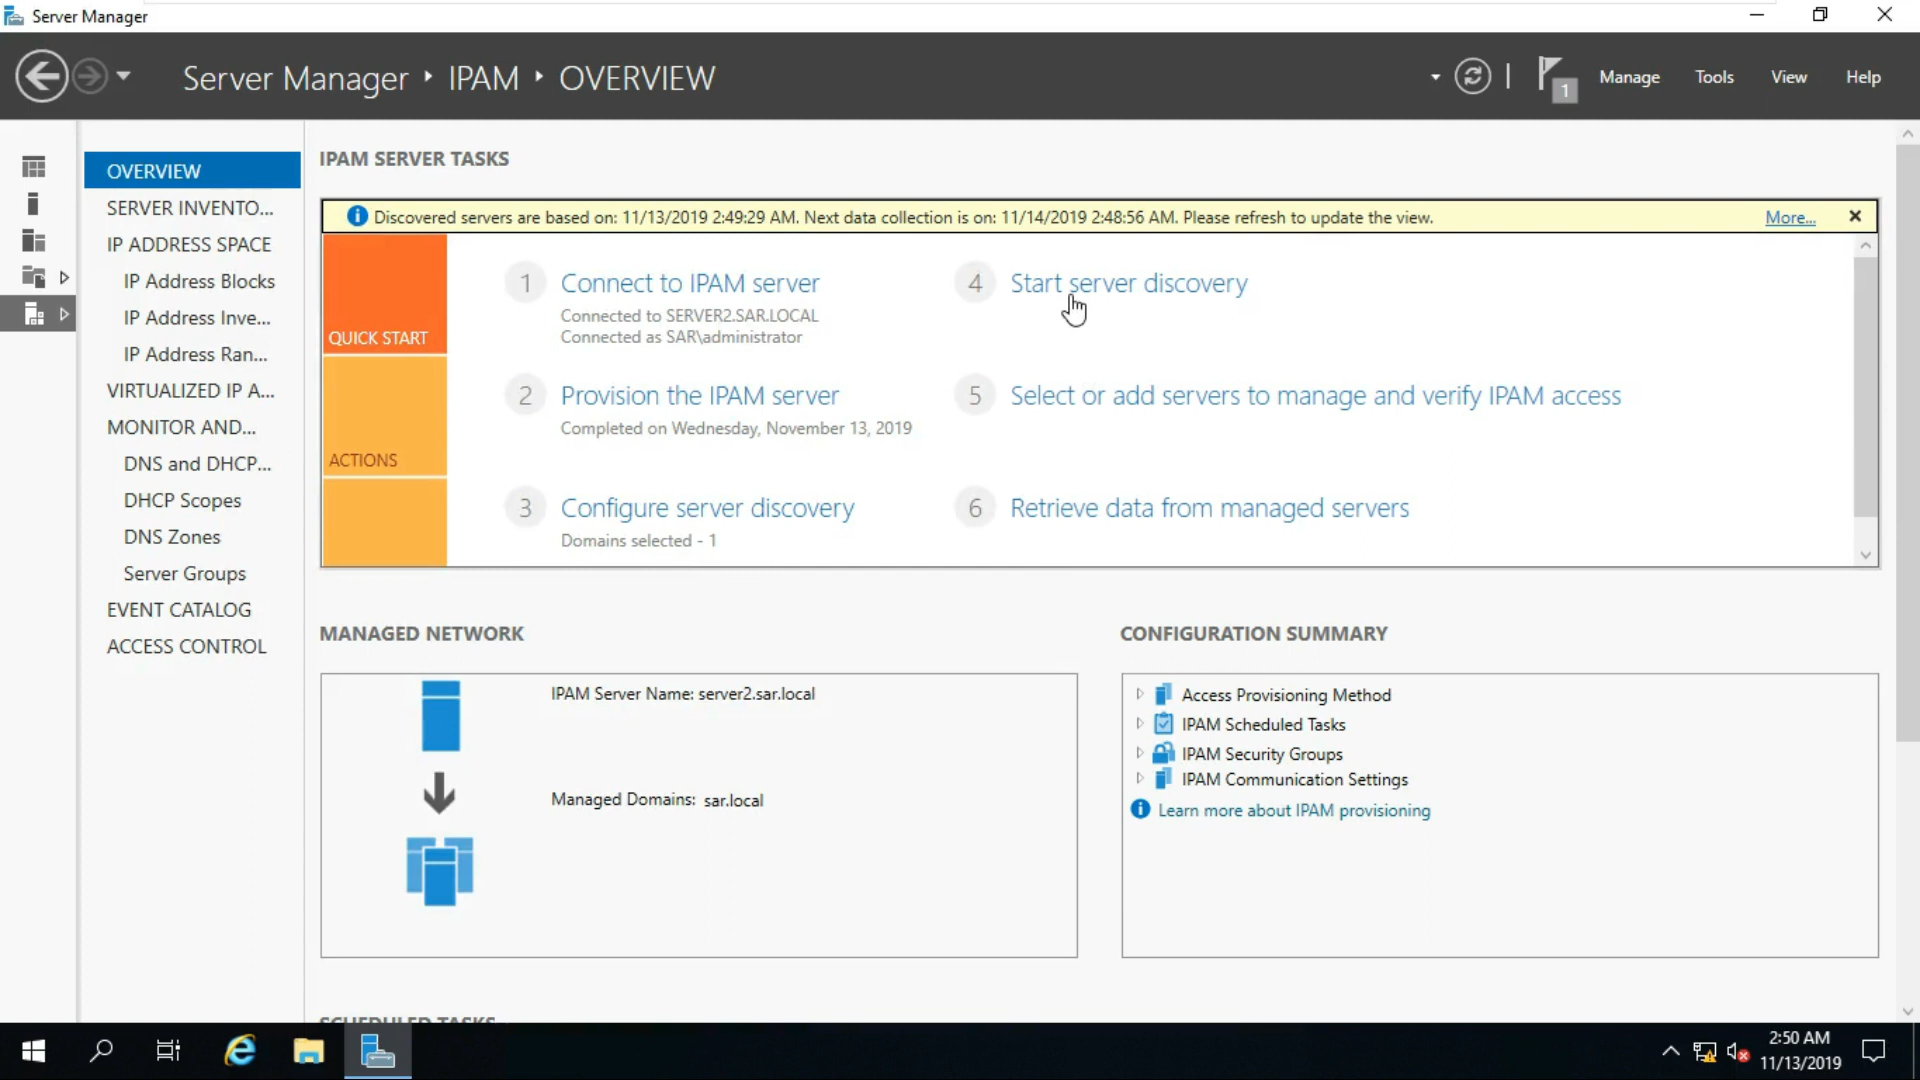 Server Manager
Server Manager ‣ IPAM ‣ OVERVIEW
1
Manage
Tools
View
Help
OVERVIEW
SERVER INVENTO...
IP ADDRESS SPACE
IP Address Blocks
IP Address Inve...
IP Address Ran...
VIRTUALIZED IP A...
MONITOR AND...
DNS and DHCP...
DHCP Scopes
DNS Zones
Server Groups
EVENT CATALOG
ACCESS CONTROL
IPAM SERVER TASKS
Discovered servers are based on: 11/13/2019 2:49:29 AM. Next data collection is on: 11/14/2019 2:48:56 AM. Please refresh to update the view.
More...
QUICK START
ACTIONS
1 Connect to IPAM server
Connected to SERVER2.SAR.LOCAL
Connected as SAR\administrator
2 Provision the IPAM server
Completed on Wednesday, November 13, 2019
3 Configure server discovery
Domains selected - 1
4 Start server discovery
5 Select or add servers to manage and verify IPAM access
6 Retrieve data from managed servers
MANAGED NETWORK
IPAM Server Name: server2.sar.local
Managed Domains: sar.local
CONFIGURATION SUMMARY
Access Provisioning Method
IPAM Scheduled Tasks
IPAM Security Groups
IPAM Communication Settings
Learn more about IPAM provisioning
SCHEDULED TASKS
2:50 AM
11/13/2019